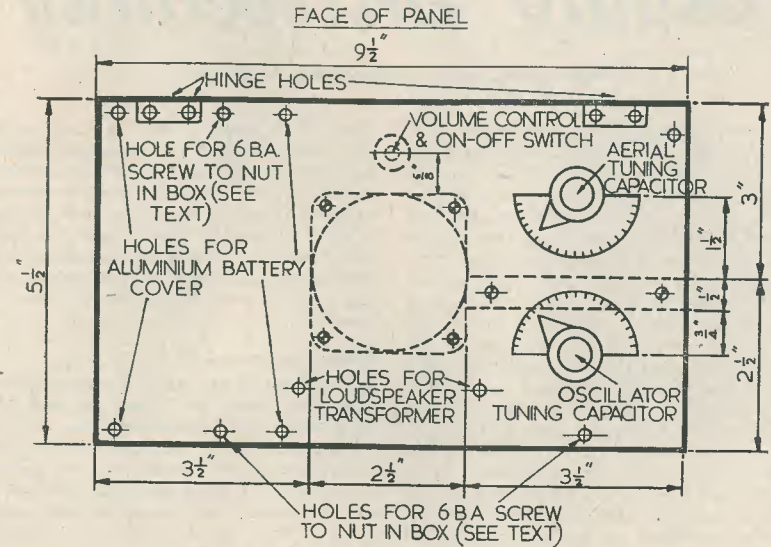 FACE OF PANEL
9½"
HINGE HOLES
VOLUME CONTROL
& ON-OFF SWITCH
HOLE FOR 6B.A.
SCREW TO NUT
IN BOX (SEE
TEXT)
AERIAL
TUNING
CAPACITOR
3"
1½"
5½"
HOLES FOR
ALUMINIUM BATTERY
COVER
½"
¾"
2½"
HOLES FOR
LOUDSPEAKER
TRANSFORMER
OSCILLATOR
TUNING CAPACITOR
3½"
2½"
3½"
HOLES FOR 6BA SCREW
TO NUT IN BOX (SEE TEXT)